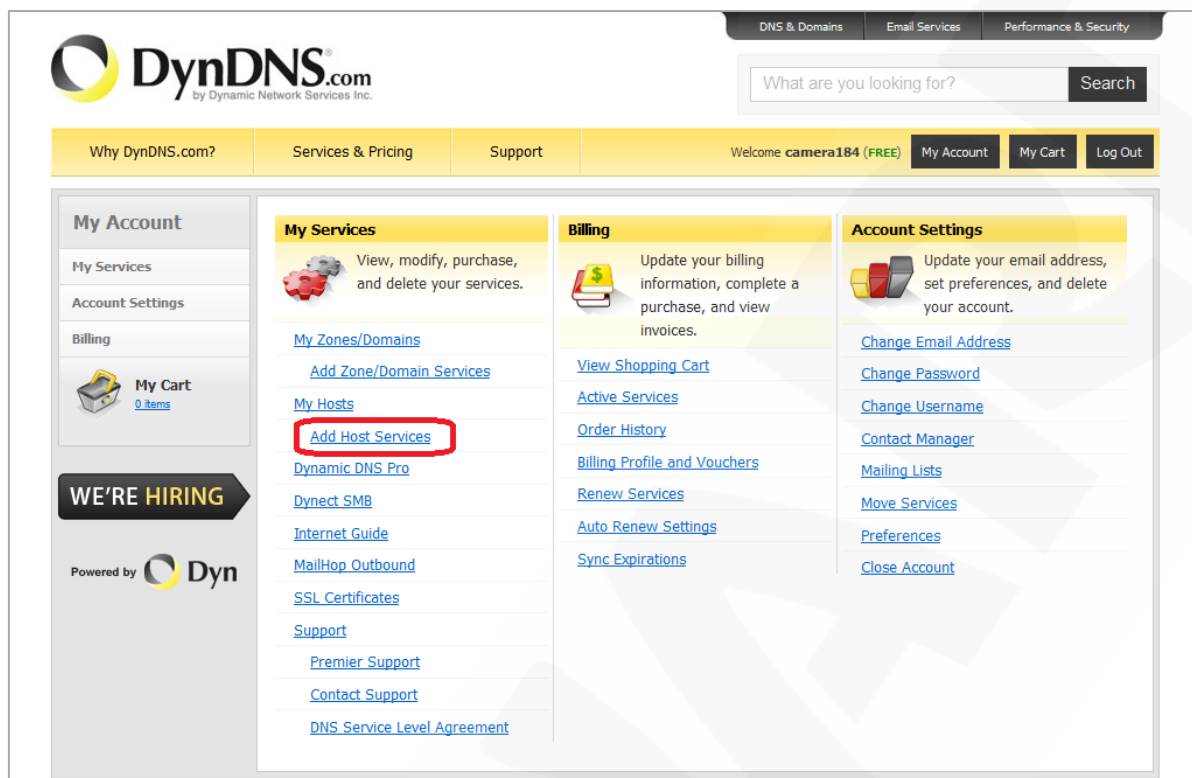 DNS & Domains Email Services Performance & Security
DynDNS.com
by Dynamic Network Services Inc.
What are you looking for? Search
Why DynDNS.com? Services & Pricing Support Welcome camera184 (FREE) My Account My Cart Log Out
My Account
My Services
Account Settings
Billing
My Cart
0 items
WE'RE HIRING
Powered by Dyn
My Services
View, modify, purchase,
and delete your services.
My Zones/Domains
Add Zone/Domain Services
My Hosts
Add Host Services
Dynamic DNS Pro
Dynect SMB
Internet Guide
MailHop Outbound
SSL Certificates
Support
Premier Support
Contact Support
DNS Service Level Agreement
Billing
Update your billing
information, complete a
purchase, and view
invoices.
View Shopping Cart
Active Services
Order History
Billing Profile and Vouchers
Renew Services
Auto Renew Settings
Sync Expirations
Account Settings
Update your email address,
set preferences, and delete
your account.
Change Email Address
Change Password
Change Username
Contact Manager
Mailing Lists
Move Services
Preferences
Close Account